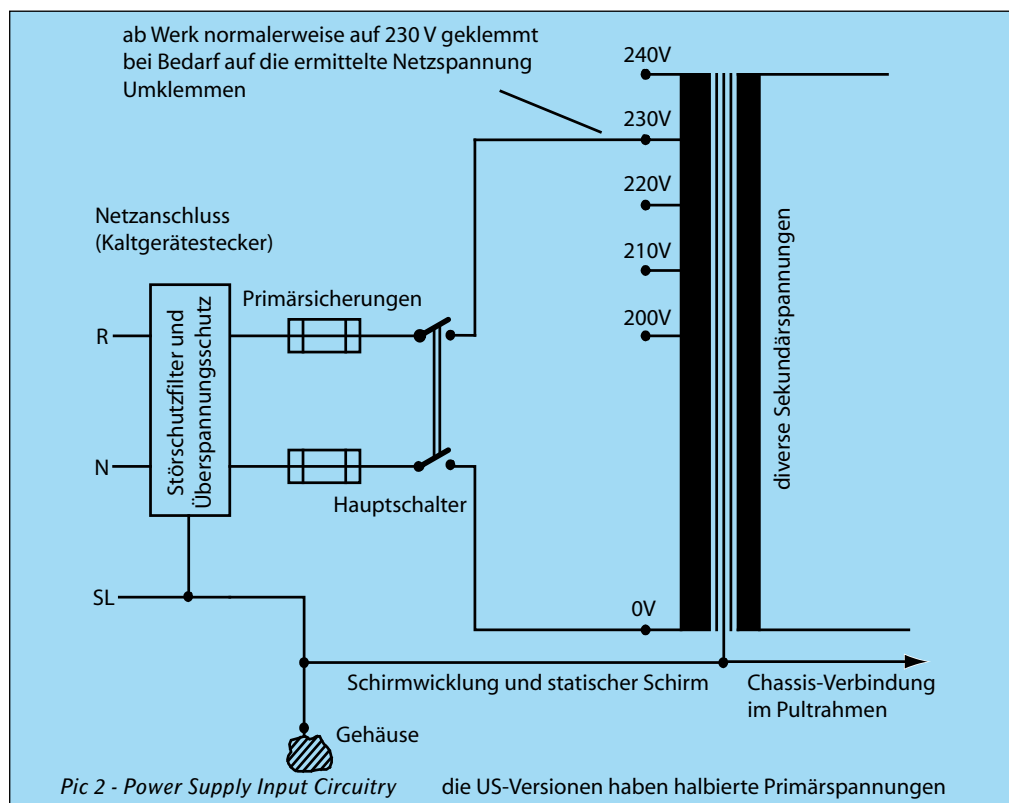 ab Werk normalerweise auf 230 V geklemmt
bei Bedarf auf die ermittelte Netzspannung
Umklemmen
240V
230V
220V
210V
200V
0V
Netzanschluss
(Kaltgerätestecker)
R
N
SL
Störschutzfilter und
Überspannungsschutz
Primärsicherungen
Hauptschalter
diverse Sekundärspannungen
Schirmwicklung und statischer Schirm
Chassis-Verbindung
im Pultrahmen
Gehäuse
Pic 2 - Power Supply Input Circuitry
die US-Versionen haben halbierte Primärspannungen